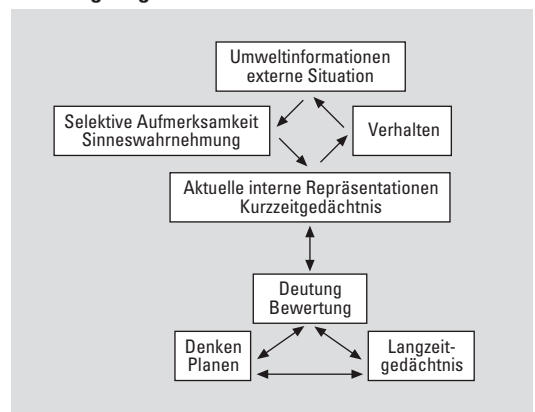 Umweltinformationen
externe Situation
Selektive Aufmerksamkeit
Sinneswahrnehmung
Verhalten
Aktuelle interne Repräsentationen
Kurzzeitgedächtnis
Deutung
Bewertung
Denken
Planen
Langzeit-
gedächtnis